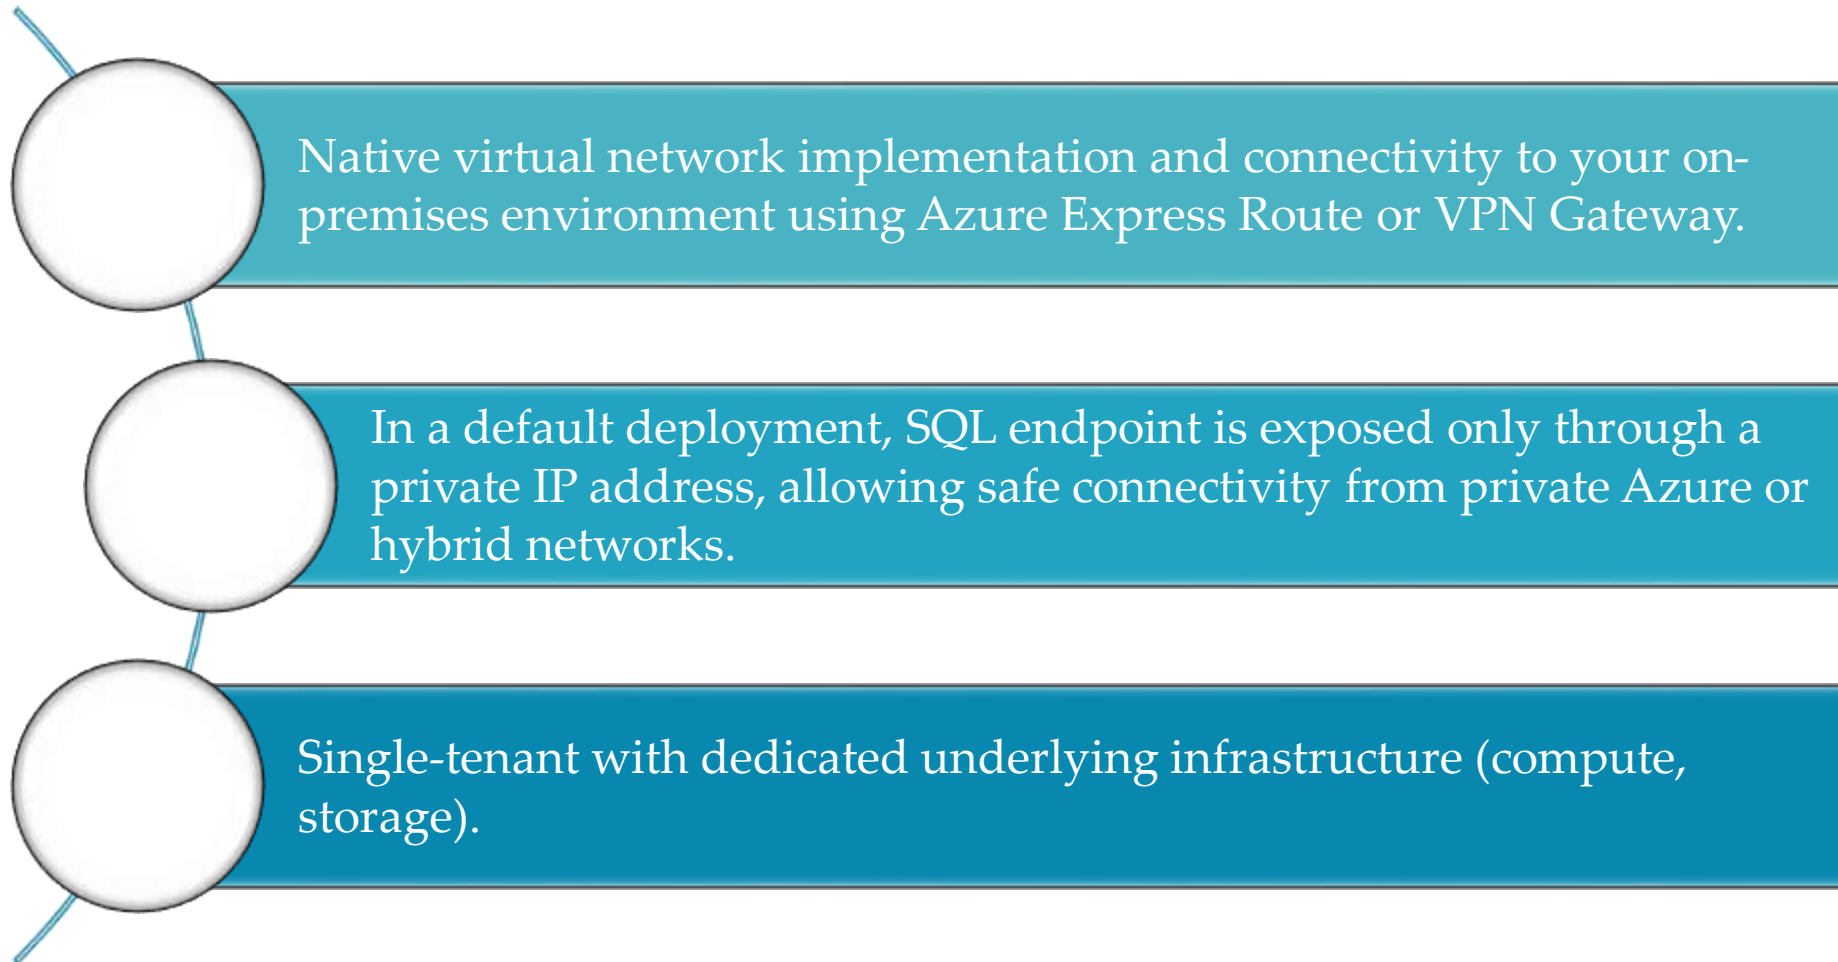 Native virtual network implementation and connectivity to your on-
premises environment using Azure Express Route or VPN Gateway.
In a default deployment, SQL endpoint is exposed only through a
private IP address, allowing safe connectivity from private Azure or
hybrid networks.
Single-tenant with dedicated underlying infrastructure (compute,
storage).